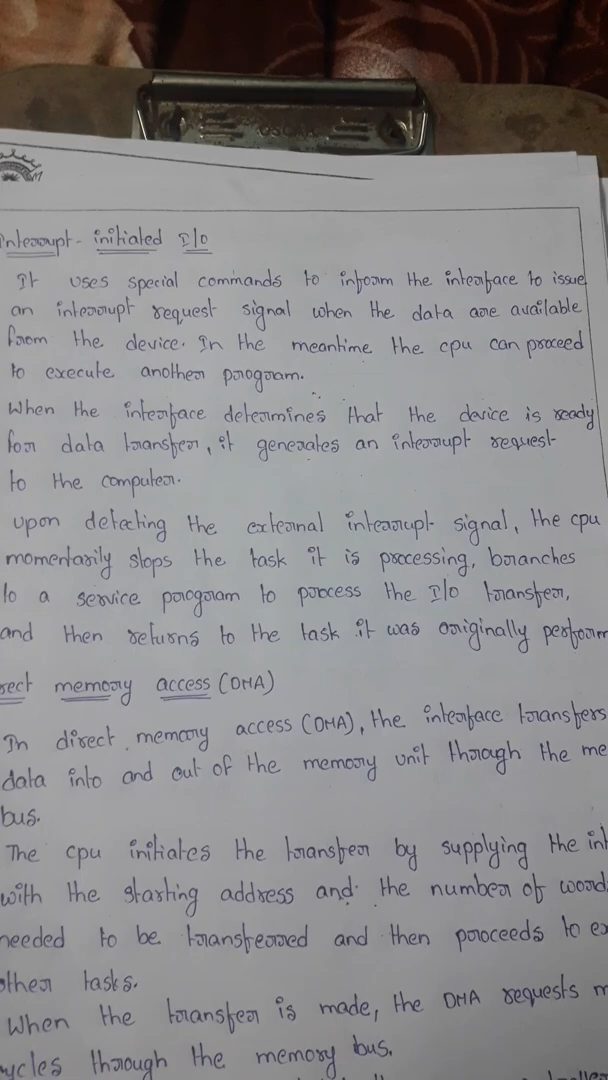 OSCAR
Interrupt - initiated I/O
It uses special commands to inform the interface to issue
an interrupt request signal when the data are available
from the device. In the meantime the cpu can proceed
to execute another program.
When the interface determines that the device is ready
for data transfer, it generates an interrupt request
to the computer.
upon detecting the external interrupt signal, the cpu
momentarily stops the task it is processing, branches
to a service program to process the I/O transfer,
and then returns to the task it was originally perform
rect memory access (DMA)
In direct memory access (DMA), the interface transfers
data into and out of the memory unit through the me
bus.
The cpu initiates the transfer by supplying the int
with the starting address and the number of word
needed to be transferred and then proceeds to ex
other tasks.
When the transfer is made, the DMA requests m
cycles through the memory bus.